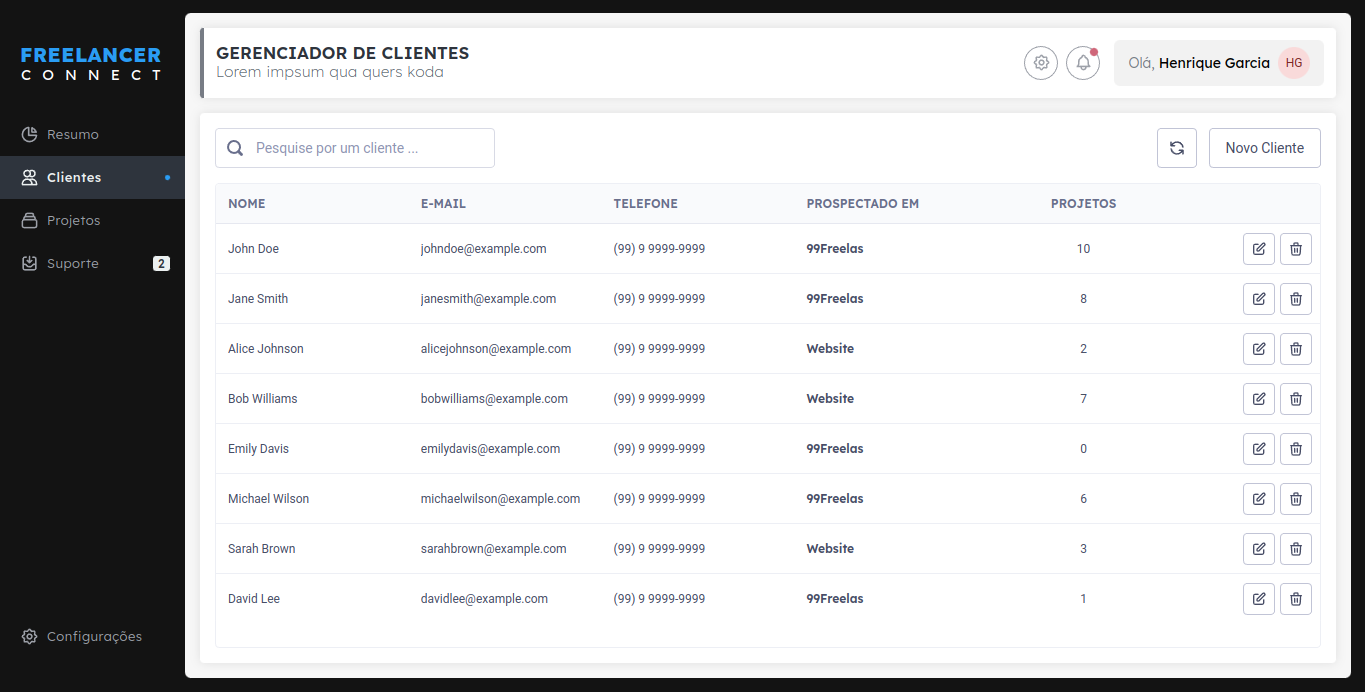 FREELANCER
CONNECT
Resumo
Clientes
Projetos
Suporte 2
Configurações
GERENCIADOR DE CLIENTES
Lorem impsum qua quers koda
Olá, Henrique Garcia HG
Pesquise por um cliente ...
Novo Cliente
NOME E-MAIL TELEFONE PROSPECTADO EM PROJETOS
John Doe johndoe@example.com (99) 9 9999-9999 99Freelas 10
Jane Smith janesmith@example.com (99) 9 9999-9999 99Freelas 8
Alice Johnson alicejohnson@example.com (99) 9 9999-9999 Website 2
Bob Williams bobwilliams@example.com (99) 9 9999-9999 Website 7
Emily Davis emilydavis@example.com (99) 9 9999-9999 99Freelas 0
Michael Wilson michaelwilson@example.com (99) 9 9999-9999 99Freelas 6
Sarah Brown sarahbrown@example.com (99) 9 9999-9999 Website 3
David Lee davidlee@example.com (99) 9 9999-9999 99Freelas 1